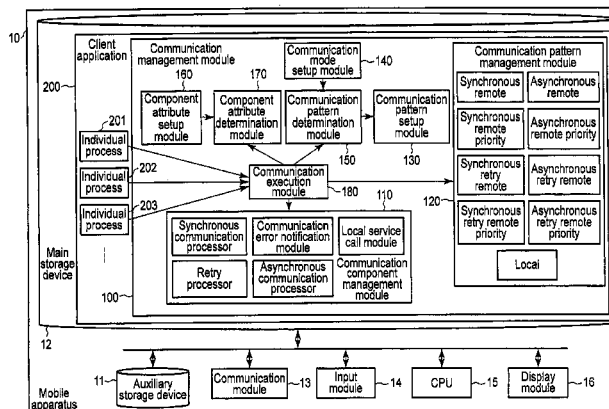 10
Client
application
200
Communication
management module
Communication
mode
setup module
140
Communication pattern
management module
160
170
Component
attribute
setup module
Component
attribute
determination
module
Communication
pattern
determination
module
Communication
pattern setup
module
150
130
Synchronous
remote
Asynchronous
remote
Synchronous
remote
priority
Asynchronous
remote priority
Synchronous
retry
remote
Asynchronous
retry remote
Synchronous
retry remote
priority
Asynchronous
retry remote
priority
Local
120
201
Individual
process
202
Individual
process
203
Individual
process
Communication
execution
module
180
110
Synchronous
communication
processor
Communication
error notification
module
Local service
call module
Retry
processor
Asynchronous
communication
processor
Communication
component
management
module
100
Main
storage
device
12
11
Auxiliary
storage device
Communication
module
13
Input
module
14
CPU
15
Display
module
16
Mobile
apparatus